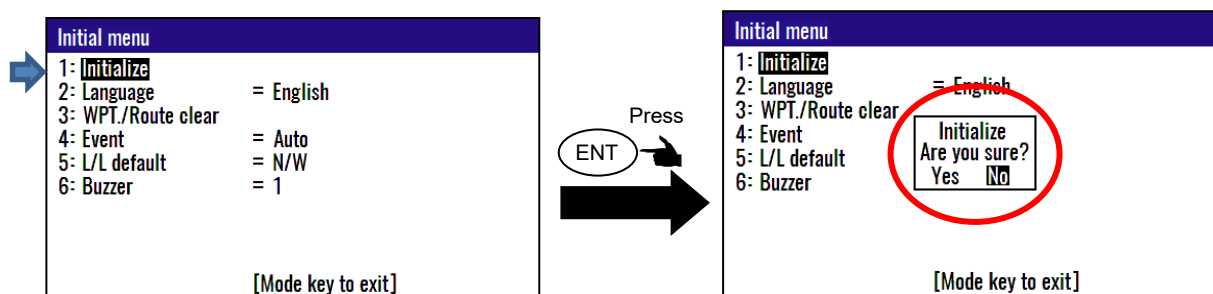 Initial menu
1: Initialize
2: Language = English
3: WPT./Route clear
4: Event = Auto
5: L/L default = N/W
6: Buzzer = 1
[Mode key to exit]
Press
ENT
Initial menu
1: Initialize
2: Language = English
3: WPT./Route clear
4: Event
5: L/L default
6: Buzzer
Initialize
Are you sure?
Yes No
[Mode key to exit]